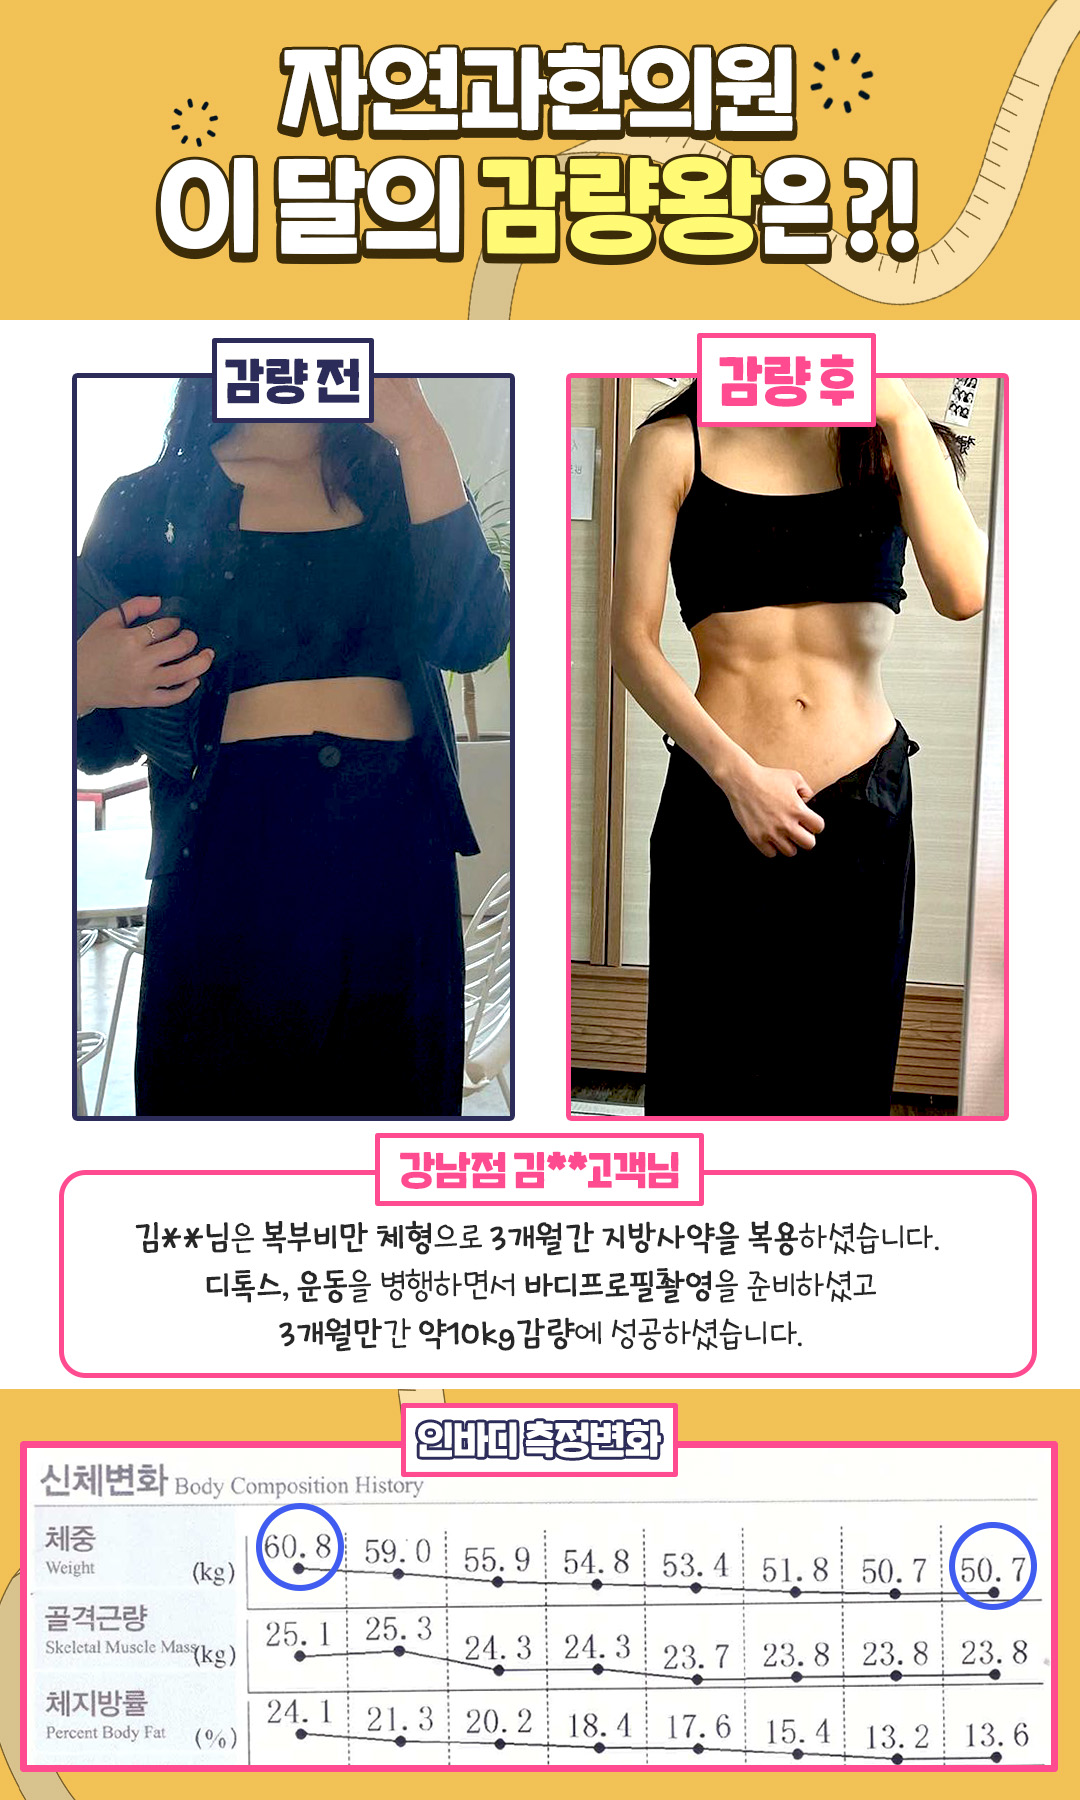 자연과한의원
이 달의 감량왕은?!
감량 전
감량 후
강남점 김**고객님
김**님은 복부비만 체형으로 3개월간 지방사약을 복용하셨습니다.
디톡스, 운동을 병행하면서 바디프로필촬영을 준비하셨고
3개월만간 약10kg감량에 성공하셨습니다.
인바디 측정변화
신체변화 Body Composition History
체중
Weight (kg)
60.8 59.0 55.9 54.8 53.4 51.8 50.7 50.7
골격근량
Skeletal Muscle Mass (kg)
25.1 25.3 24.3 24.3 23.7 23.8 23.8 23.8
체지방률
Percent Body Fat (%)
24.1 21.3 20.2 18.4 17.6 15.4 13.2 13.6